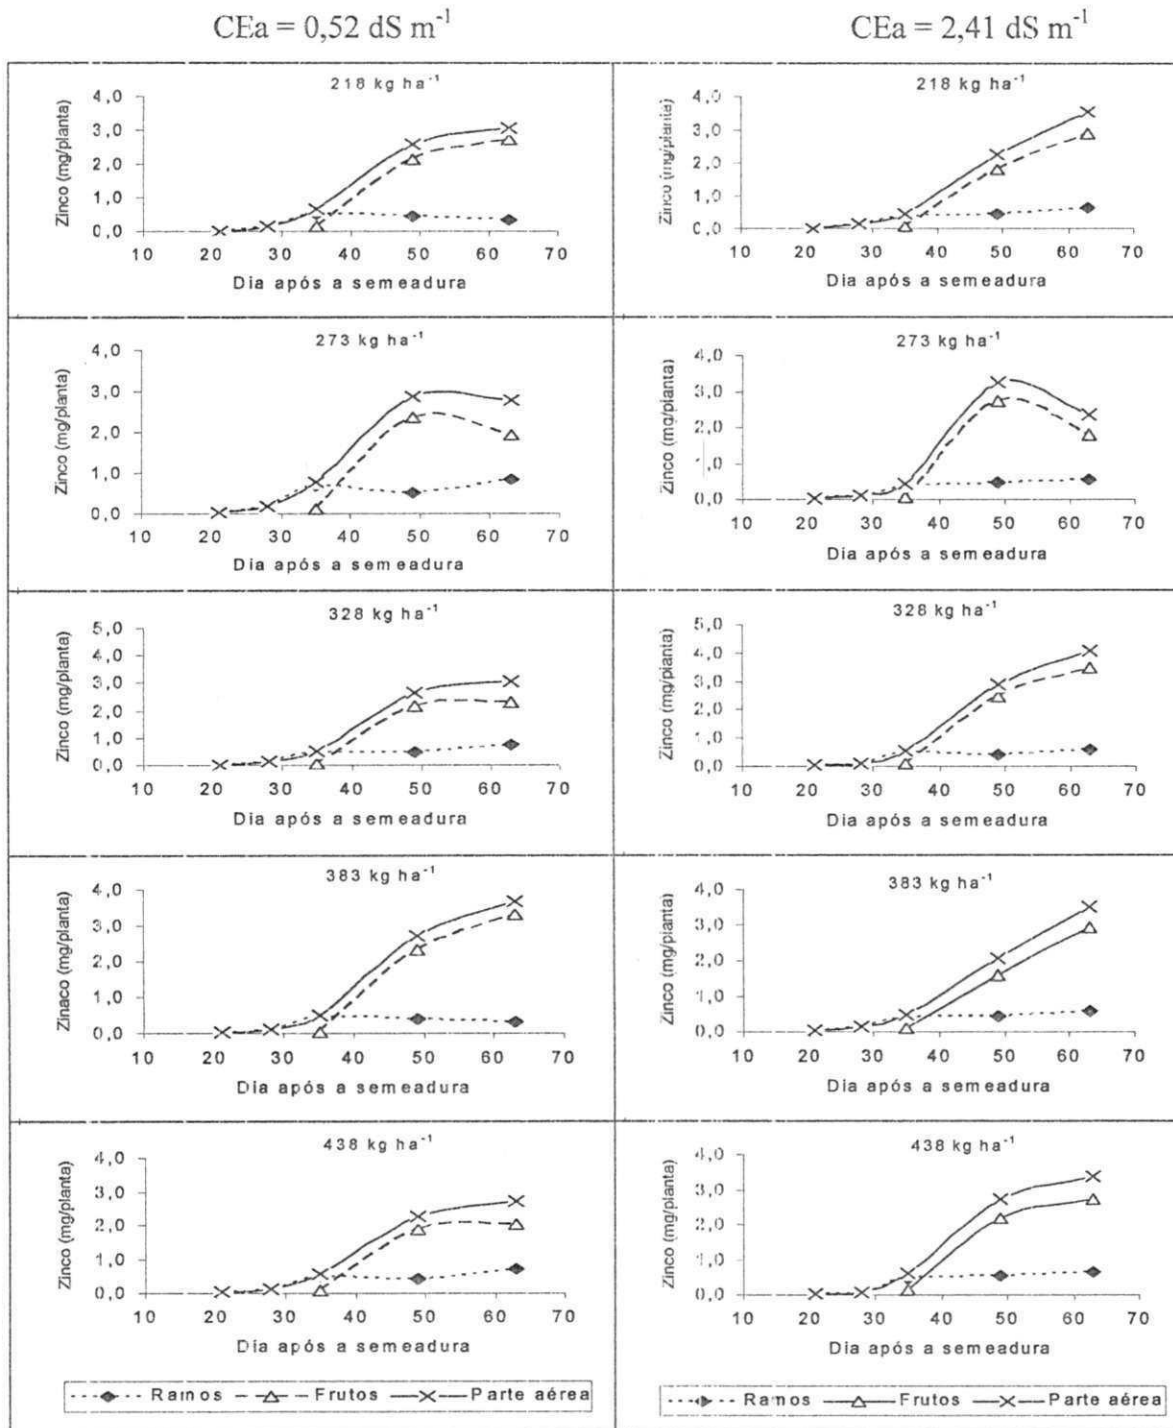 CEa = 0,52 dS m⁻¹
CEa = 2,41 dS m⁻¹
218 kg ha⁻¹
Zinco (mg/planta)
4,0
3,0
2,0
1,0
0,0
10 20 30 40 50 60 70
Dia após a semeadura
218 kg ha⁻¹
Zinco (mg/planta)
4,0
3,0
2,0
1,0
0,0
10 20 30 40 50 60 70
Dia após a semeadura
273 kg ha⁻¹
Zinco (mg/planta)
4,0
3,0
2,0
1,0
0,0
10 20 30 40 50 60 70
Dia após a semeadura
273 kg ha⁻¹
Zinco (mg/planta)
4,0
3,0
2,0
1,0
0,0
10 20 30 40 50 60 70
Dia após a semeadura
328 kg ha⁻¹
Zinco (mg/planta)
5,0
4,0
3,0
2,0
1,0
0,0
10 20 30 40 50 60 70
Dia após a semeadura
328 kg ha⁻¹
Zinco (mg/planta)
5,0
4,0
3,0
2,0
1,0
0,0
10 20 30 40 50 60 70
Dia após a semeadura
383 kg ha⁻¹
Zinaco (mg/planta)
4,0
3,0
2,0
1,0
0,0
10 20 30 40 50 60 70
Dia após a semeadura
383 kg ha⁻¹
Zinco (mg/planta)
4,0
3,0
2,0
1,0
0,0
10 20 30 40 50 60 70
Dia após a semeadura
438 kg ha⁻¹
Zinco (mg/planta)
4,0
3,0
2,0
1,0
0,0
10 20 30 40 50 60 70
Dia após a semeadura
438 kg ha⁻¹
Zinco (mg/planta)
4,0
3,0
2,0
1,0
0,0
10 20 30 40 50 60 70
Dia após a semeadura
Ramos Frutos Parte aérea
Ramos Frutos Parte aérea